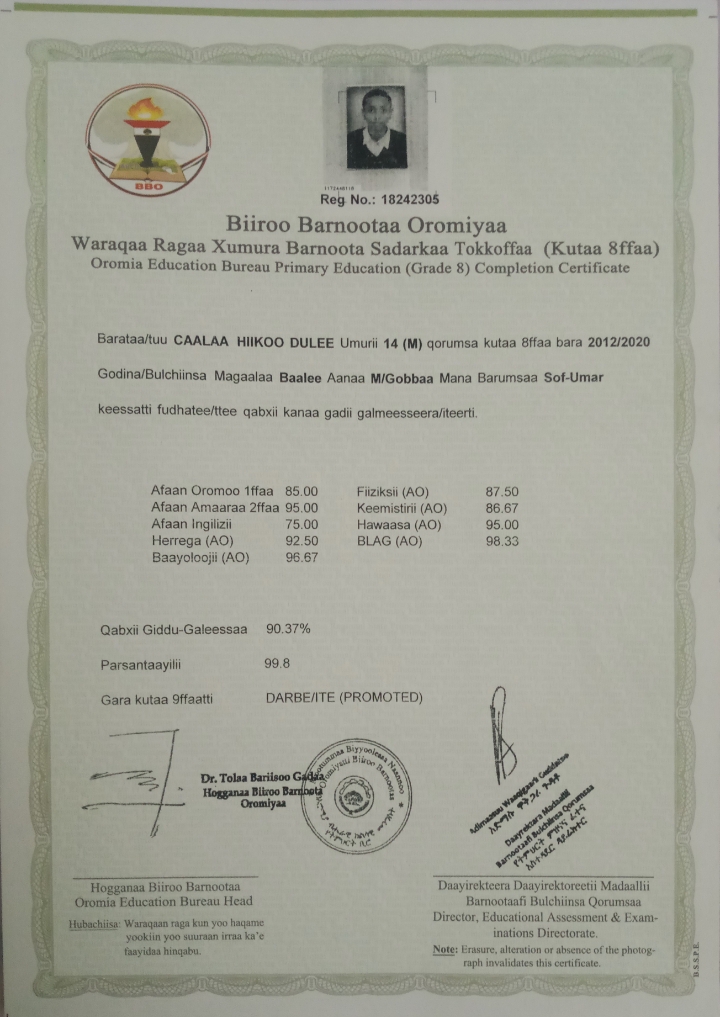 BBO
1172448118
Reg No.: 18242305
Biiroo Barnootaa Oromiyaa
Waraqaa Ragaa Xumura Barnoota Sadarkaa Tokkoffaa (Kutaa 8ffaa)
Oromia Education Bureau Primary Education (Grade 8) Completion Certificate
Barataa/tuu CAALAA HIIKOO DULEE Umurii 14 (M) qorumsa kutaa 8ffaa bara 2012/2020
Godina/Bulchiinsa Magaalaa Baalee Aanaa M/Gobbaa Mana Barumsaa Sof-Umar
keessatti fudhatee/ttee qabxii kanaa gadii galmeesseera/iteerti.
Afaan Oromoo 1ffaa 85.00 Fiiziksii (AO) 87.50
Afaan Amaaraa 2ffaa 95.00 Keemistirii (AO) 86.67
Afaan Ingilizii 75.00 Hawaasa (AO) 95.00
Herrega (AO) 92.50 BLAG (AO) 98.33
Baayoloojii (AO) 96.67
Qabxii Giddu-Galeessaa 90.37%
Parsantaayilii 99.8
Gara kutaa 9ffaatti DARBE/ITE (PROMOTED)
Dr. Tolaa Bariisoo Gadaa
Hogganaa Biiroo Barnoota
Oromiyaa
Biiroo Barnootaa
Daayrektara Madaallii
Barnootaafi Bulchiinsa Qorumsaa
Hogganaa Biiroo Barnootaa
Oromia Education Bureau Head
Hubachiisa: Waraqaan raga kun yoo haqame
yookiin yoo suuraan irraa ka'e
faayidaa hinqabu.
Daayirekteera Daayirektoreetii Madaallii
Barnootaafi Bulchiinsa Qorumsaa
Director, Educational Assessment & Exam-
inations Directorate.
Note: Erasure, alteration or absence of the photog-
raph invalidates this certificate.
B.S.S.P.E.